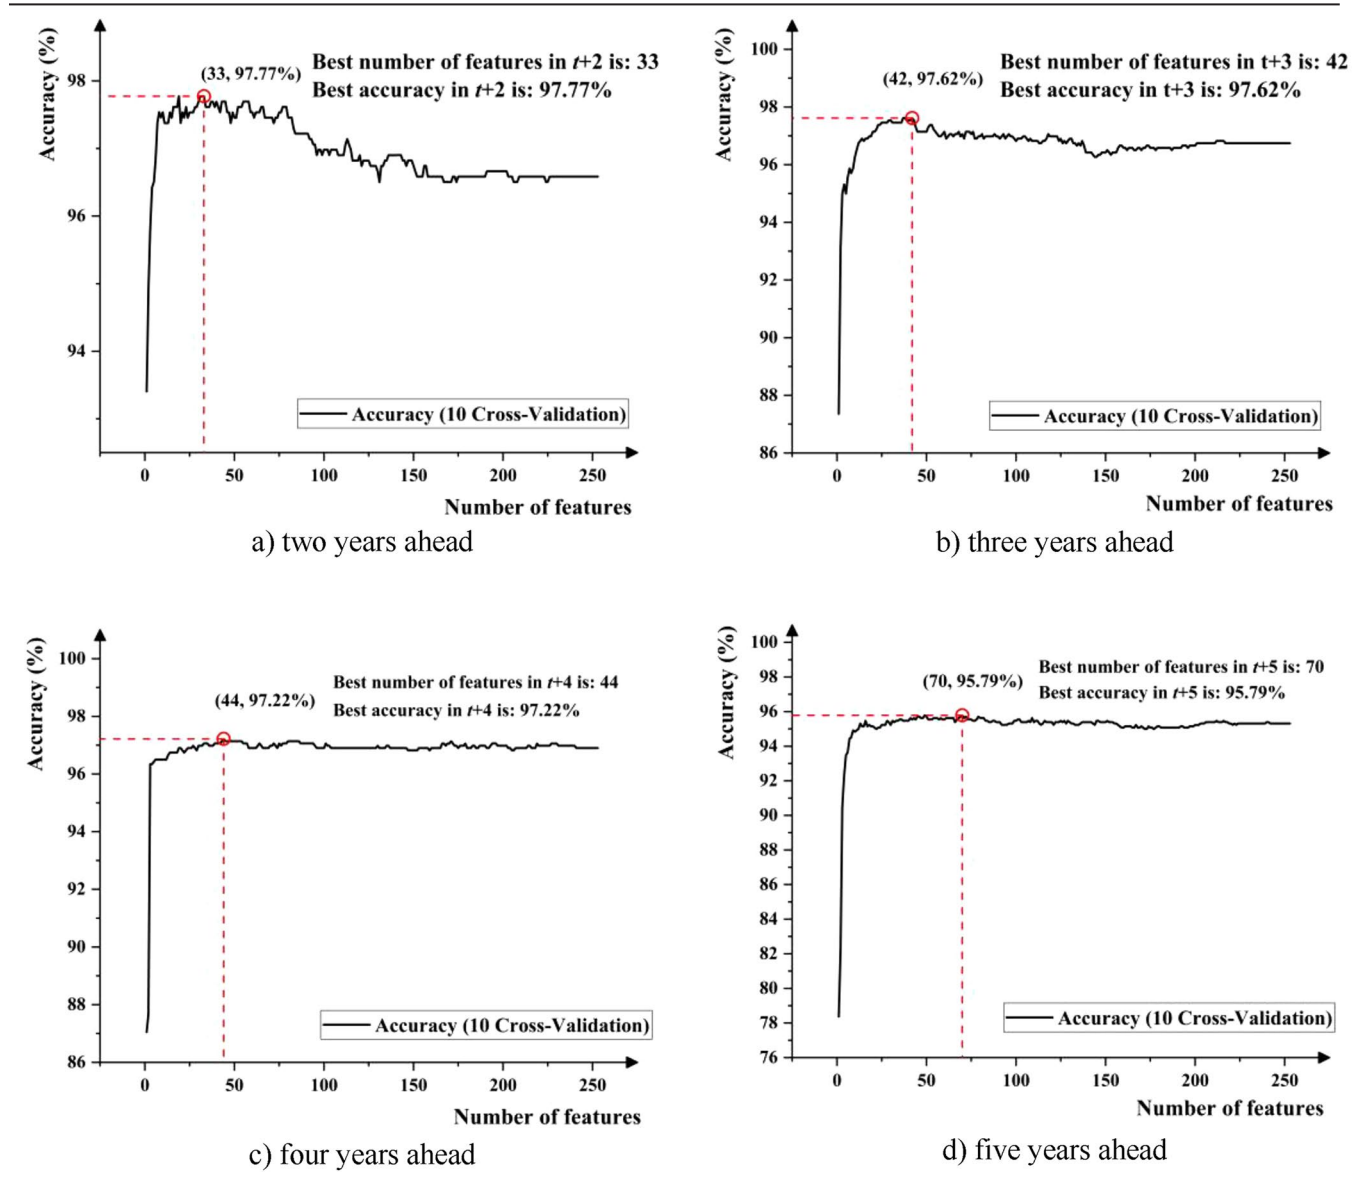 Accuracy (%)
Best number of features in t+2 is: 33
(33, 97.77%)
Best accuracy in t+2 is: 97.77%
98
96
94
Accuracy (10 Cross-Validation)
0 50 100 150 200 250
Number of features
a) two years ahead
Accuracy (%)
Best number of features in t+3 is: 42
(42, 97.62%)
Best accuracy in t+3 is: 97.62%
100
98
96
94
92
90
88
86
Accuracy (10 Cross-Validation)
0 50 100 150 200 250
Number of features
b) three years ahead
Accuracy (%)
Best number of features in t+4 is: 44
(44, 97.22%)
Best accuracy in t+4 is: 97.22%
100
98
96
94
92
90
88
86
Accuracy (10 Cross-Validation)
0 50 100 150 200 250
Number of features
c) four years ahead
Accuracy (%)
Best number of features in t+5 is: 70
(70, 95.79%)
Best accuracy in t+5 is: 95.79%
100
98
96
94
92
90
88
86
84
82
80
78
76
Accuracy (10 Cross-Validation)
0 50 100 150 200 250
Number of features
d) five years ahead